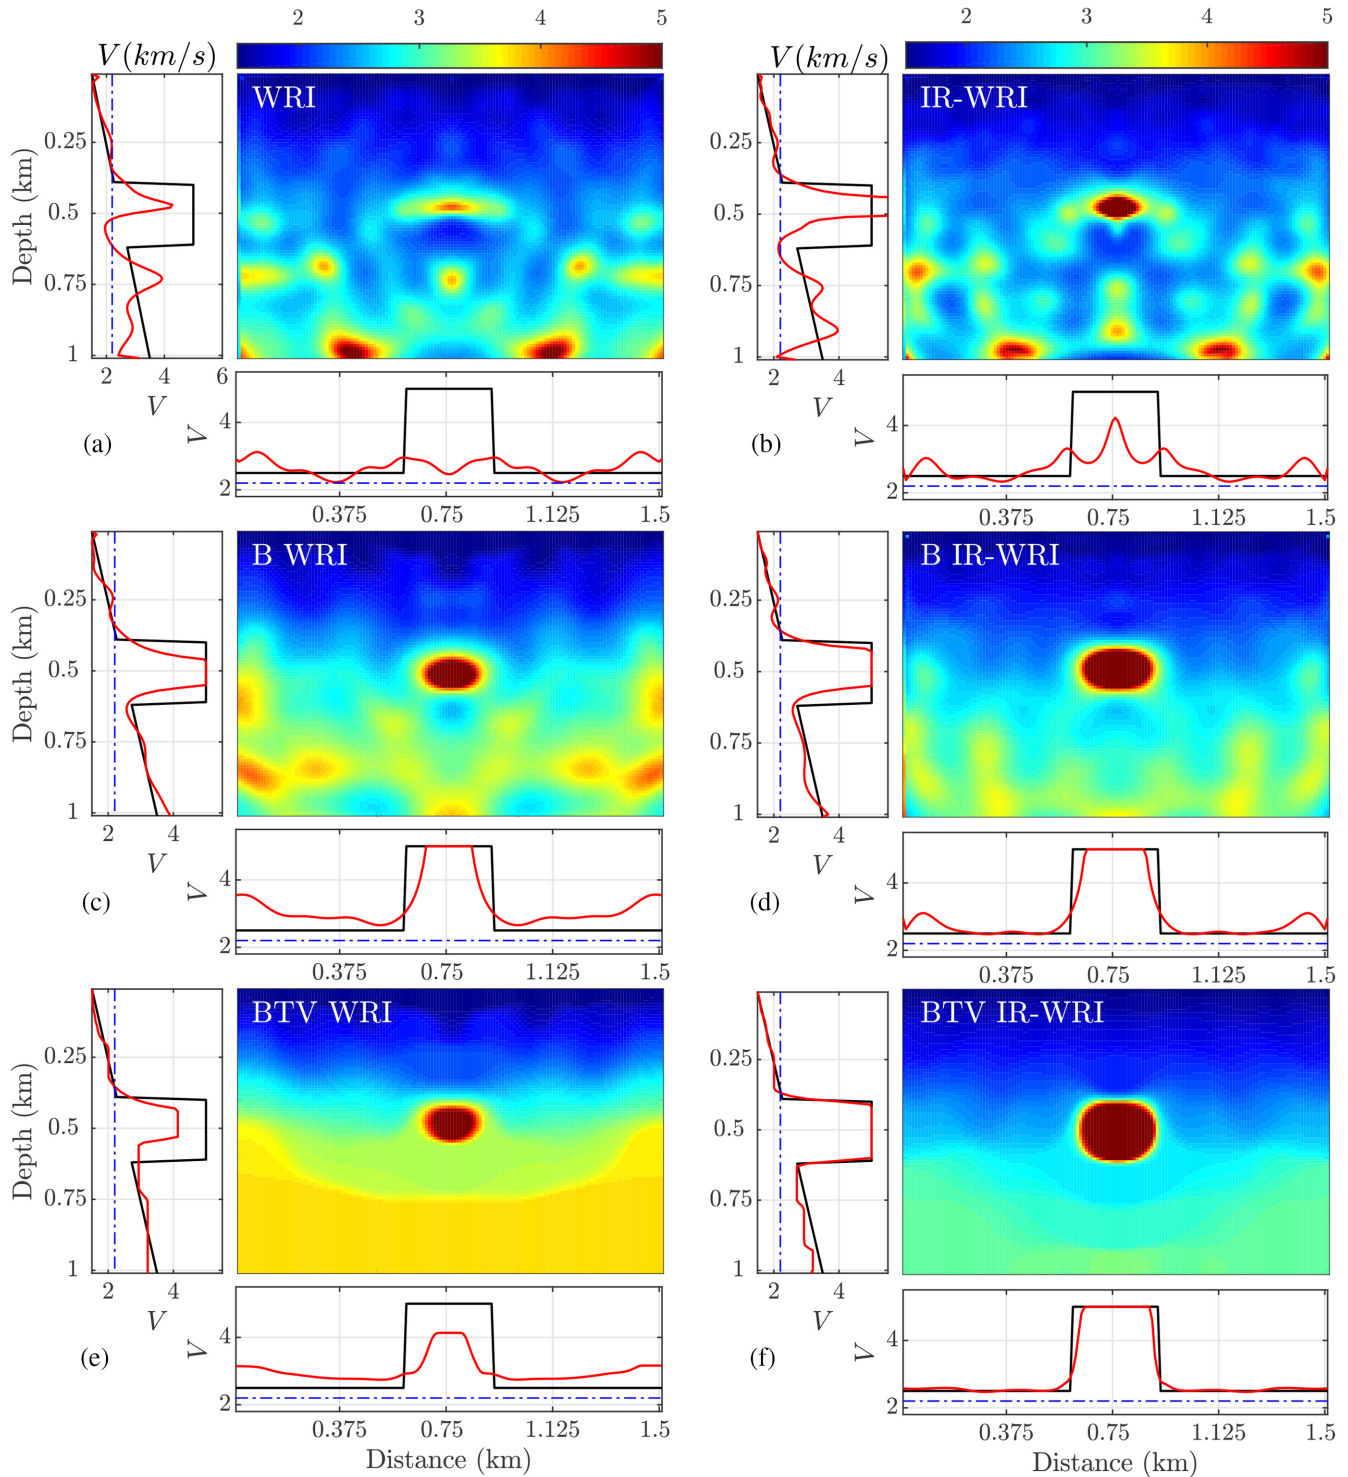 2 3 4 5
2 3 4 5
V(km/s)
V(km/s)
WRI
IR-WRI
Depth (km)
0.25
0.5
0.75
1
2 4
V
0.25
0.5
0.75
1
2 4
V
(a)
V
6
4
2
0.375 0.75 1.125 1.5
(b)
V
4
2
0.375 0.75 1.125 1.5
B WRI
B IR-WRI
Depth (km)
0.25
0.5
0.75
1
2 4
V
0.25
0.5
0.75
1
2 4
V
(c)
V
4
2
0.375 0.75 1.125 1.5
(d)
V
4
2
0.375 0.75 1.125 1.5
BTV WRI
BTV IR-WRI
Depth (km)
0.25
0.5
0.75
1
2 4
V
0.25
0.5
0.75
1
2 4
V
(e)
V
4
2
0.375 0.75 1.125 1.5
Distance (km)
(f)
V
4
2
0.375 0.75 1.125 1.5
Distance (km)